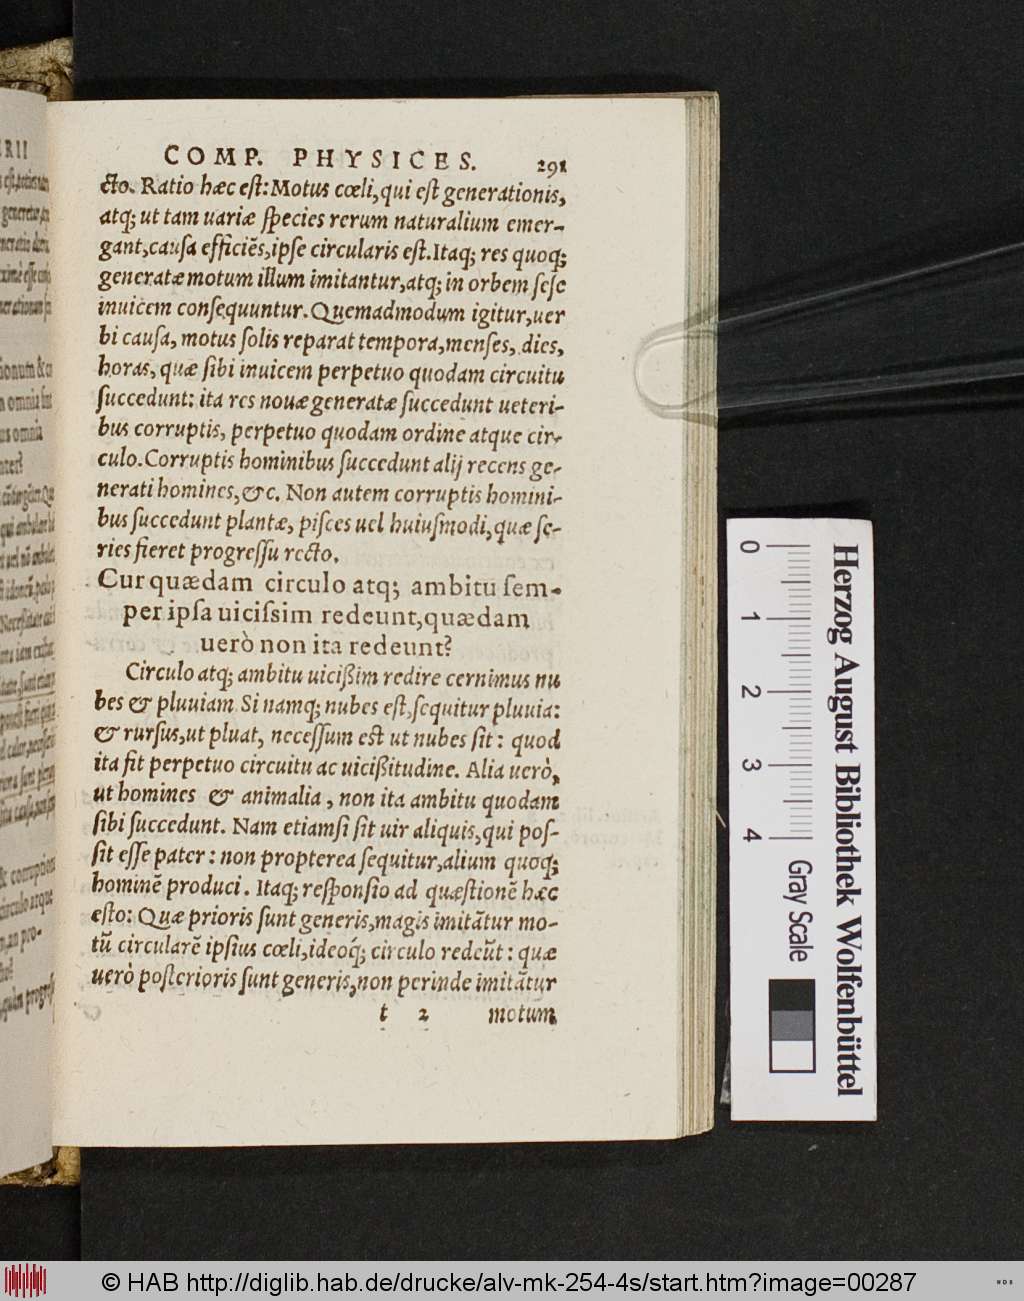 COMP. PHYSICES. 291
cto. Ratio hæc est: Motus cœli, qui est generationis,
atq; ut tam uariæ species rerum naturalium emer-
gant, causa efficiẽs, ipse circularis est. Itaq; res quoq;
generatæ motum illum imitantur, atq; in orbem sese
inuicem consequuntur. Quemadmodum igitur, uer
bi causa, motus solis reparat tempora, menses, dies,
horas, quæ sibi inuicem perpetuo quodam circuitu
succedunt: ita res nouæ generatæ succedunt ueteri-
bus corruptis, perpetuo quodam ordine atque cir-
culo. Corruptis hominibus succedunt alij recens ge-
nerati homines, &c. Non autem corruptis homini-
bus succedunt plantæ, pisces uel huiusmodi, quæ se-
ries fieret progressu recto.
Cur quædam circulo atq; ambitu sem-
per ipsa uicissim redeunt, quædam
uerò non ita redeunt?
Circulo atq; ambitu uicißim redire cernimus nu
bes & pluuiam. Si namq; nubes est, sequitur pluuia:
& rursus, ut pluat, necessum est ut nubes sit: quod
ita fit perpetuo circuitu ac uicißitudine. Alia uerò,
ut homines & animalia, non ita ambitu quodam
sibi succedunt. Nam etiamsi sit uir aliquis, qui pos-
sit esse pater: non propterea sequitur, alium quoq;
hominẽ produci. Itaq; responsio ad quæstionẽ hæc
esto: Quæ prioris sunt generis, magis imitãtur mo-
tũ circularẽ ipsius cœli, ideoq́; circulo redeũt: quæ
uerò posterioris sunt generis, non perinde imitãtur
t 2 motum
0 1 2 3 4
Gray Scale
Herzog August Bibliothek Wolfenbüttel
© HAB http://diglib.hab.de/drucke/alv-mk-254-4s/start.htm?image=00287